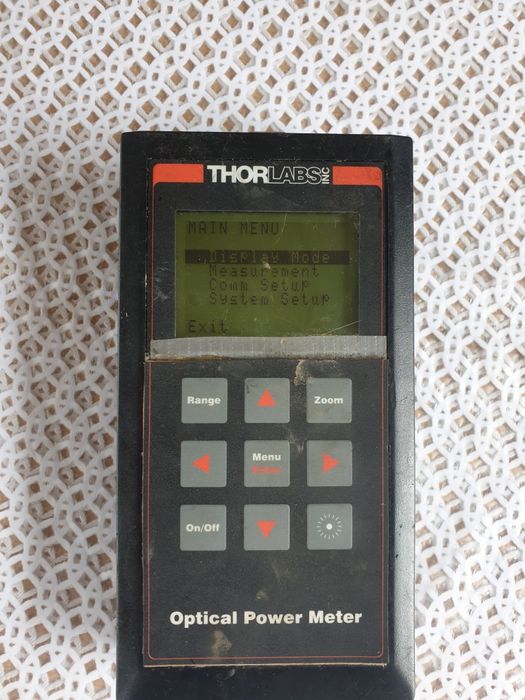 THORLABS INC
MAIN MENU
Display Mode
Measurement
Comm Setup
System Setup
Exit
Range
Zoom
Menu
Enter
On/Off
Optical Power Meter